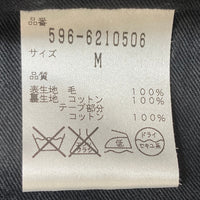 品番
596-6210506
サイズ
M
品質
表生地 毛 100%
裏生地 コットン 100%
テープ部分
コットン 100%
ドライ
セキユ系